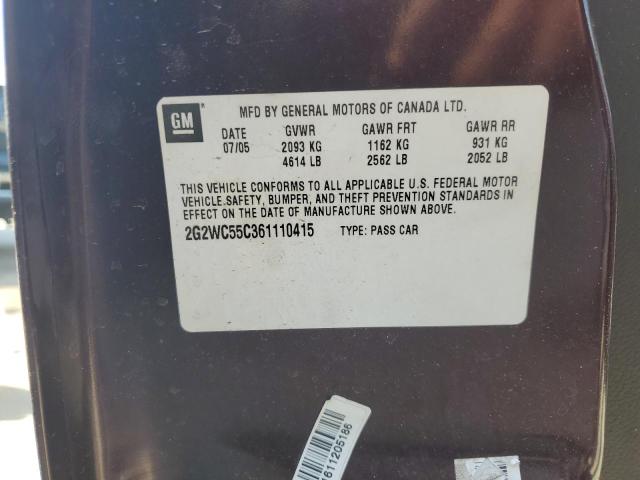 GM
MFD BY GENERAL MOTORS OF CANADA LTD.
DATE GVWR GAWR FRT GAWR RR
07/05 2093 KG 1162 KG 931 KG
4614 LB 2562 LB 2052 LB
THIS VEHICLE CONFORMS TO ALL APPLICABLE U.S. FEDERAL MOTOR
VEHICLE.SAFETY, BUMPER, AND THEFT PREVENTION STANDARDS IN
EFFECT ON THE DATE OF MANUFACTURE SHOWN ABOVE.
2G2WC55C361110415 TYPE: PASS CAR
611205186